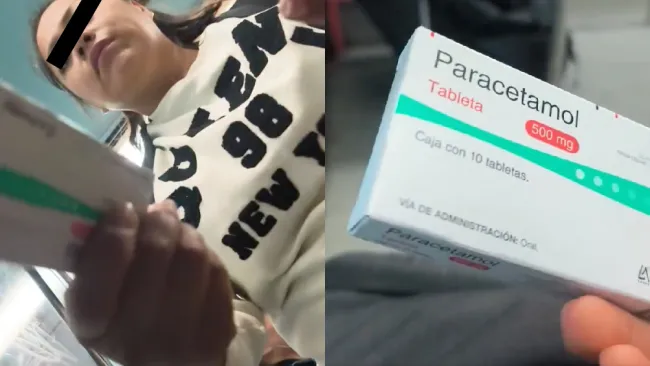 98
NEW
Paracetamol
Tableta
500 mg
Caja con 10 tabletas.
VÍA DE ADMINISTRACIÓN: Oral
Paracetamol